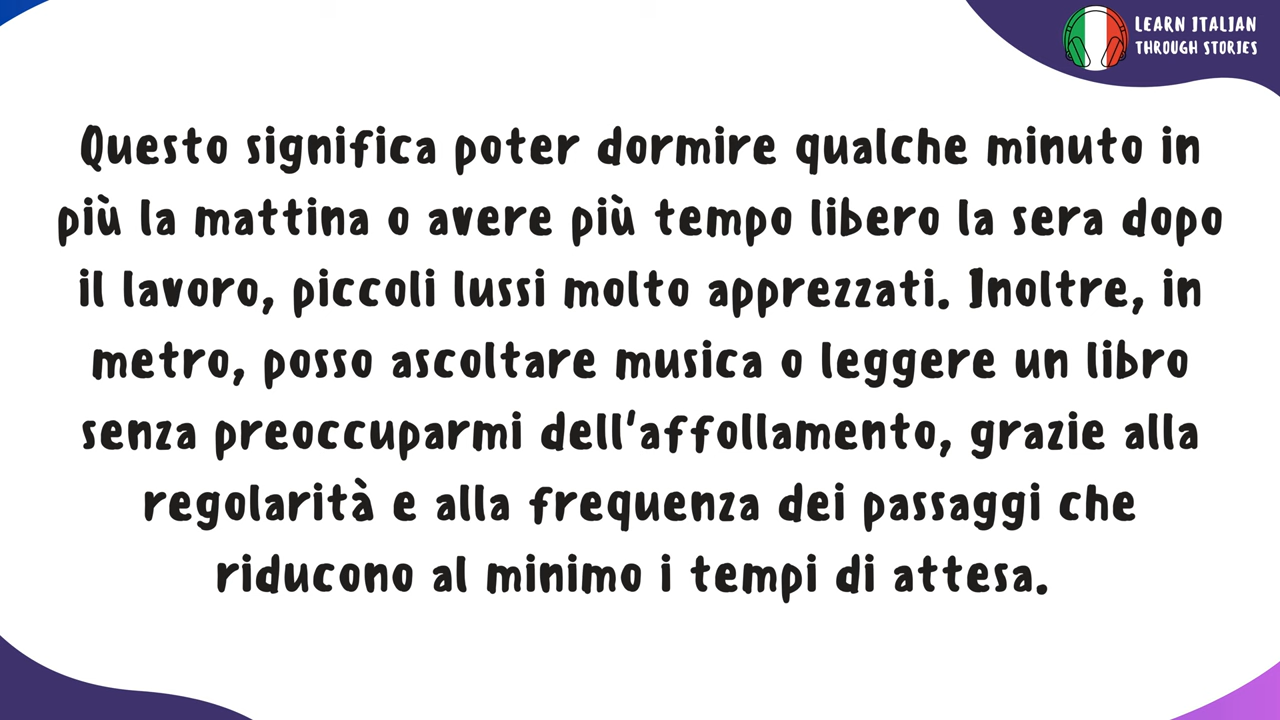 LEARN ITALIAN
THROUGH STORIES
Questo significa poter dormire qualche minuto in
più la mattina o avere più tempo libero la sera dopo
il lavoro, piccoli lussi molto apprezzati. Inoltre, in
metro, posso ascoltare musica o leggere un libro
senza preoccuparmi dell'affollamento, grazie alla
regolarità e alla frequenza dei passaggi che
riducono al minimo i tempi di attesa.